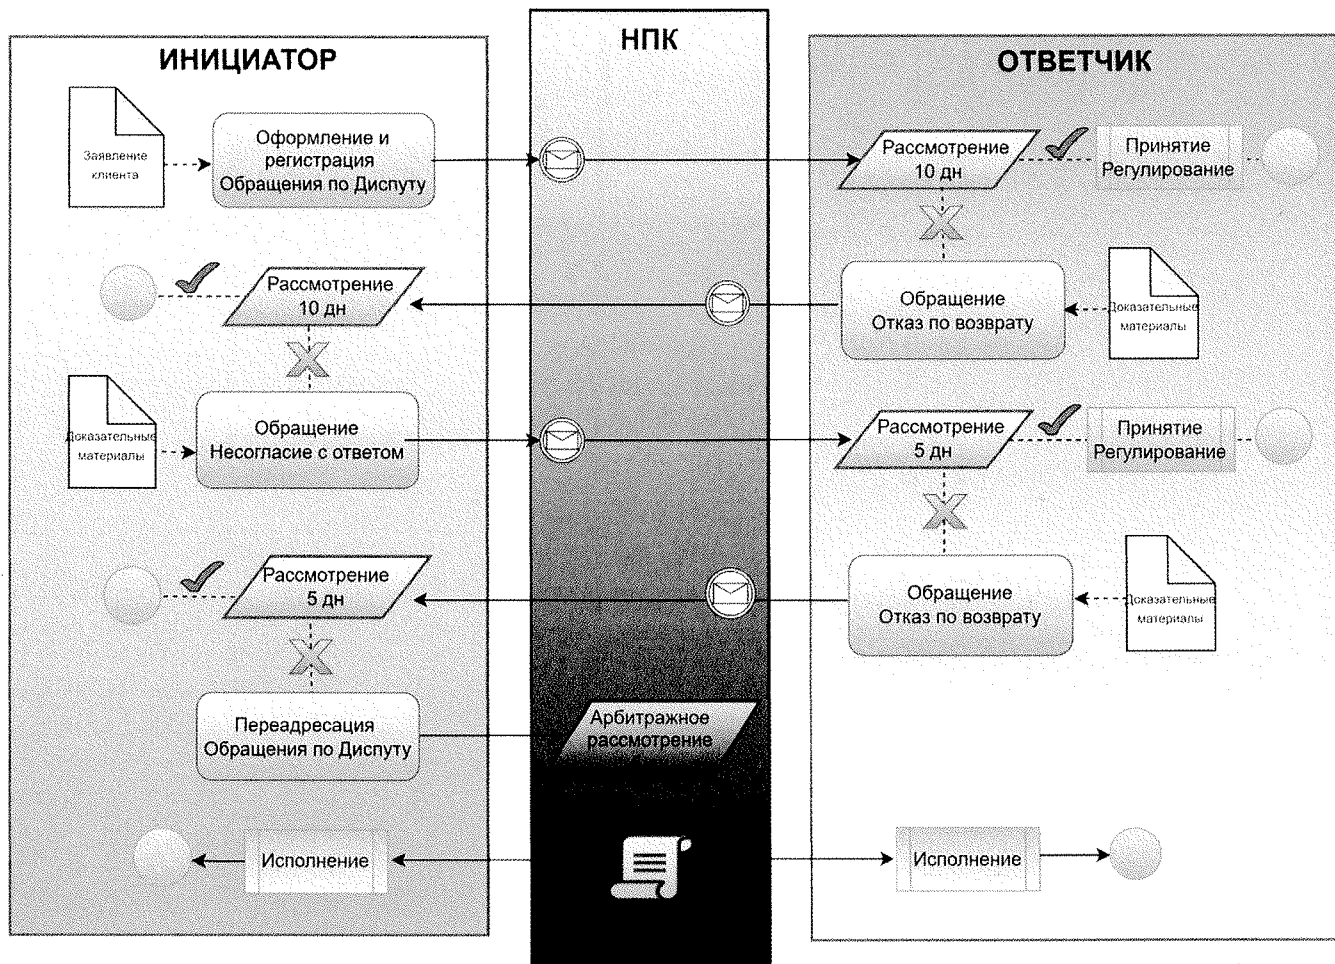 ИНИЦИАТОР
НПК
ОТВЕТЧИК
Заявление
клиента
Оформление и
регистрация
Обращения по Диспуту
Рассмотрение
10 дн
Принятие
Регулирование
Рассмотрение
10 дн
Обращение
Отказ по возврату
Доказательные
материалы
Доказательные
материалы
Обращение
Несогласие с ответом
Рассмотрение
5 дн
Принятие
Регулирование
Рассмотрение
5 дн
Обращение
Отказ по возврату
Доказательные
материалы
Переадресация
Обращения по Диспуту
Арбитражное
рассмотрение
Исполнение
Исполнение